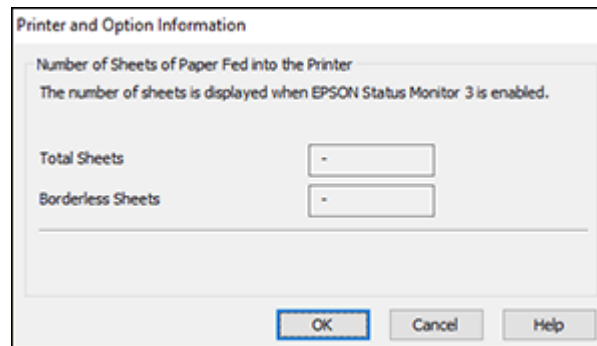 Printer and Option Information
Number of Sheets of Paper Fed into the Printer
The number of sheets is displayed when EPSON Status Monitor 3 is enabled.
Total Sheets -
Borderless Sheets -
OK Cancel Help